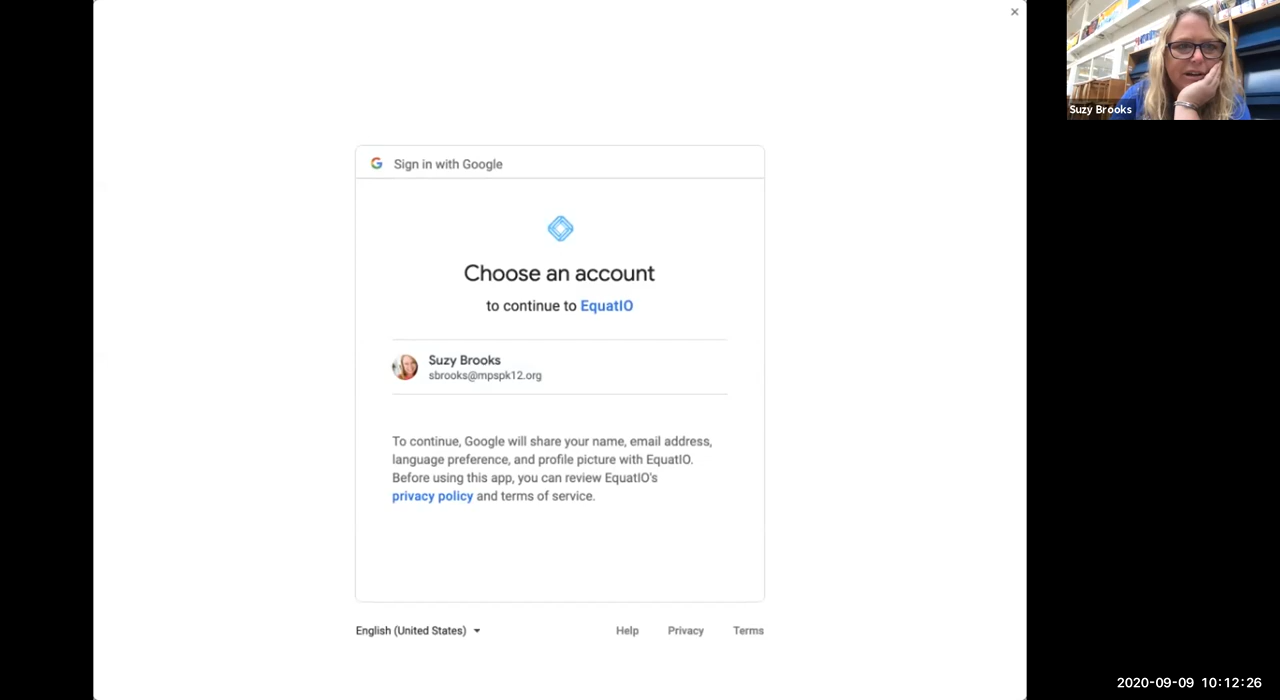 Sign in with Google
Choose an account
to continue to EquatIO
Suzy Brooks
sbrooks@mpspk12.org
To continue, Google will share your name, email address,
language preference, and profile picture with EquatIO.
Before using this app, you can review EquatIO's
privacy policy and terms of service.
English (United States)
Help Privacy Terms
Suzy Brooks
2020-09-09 10:12:26